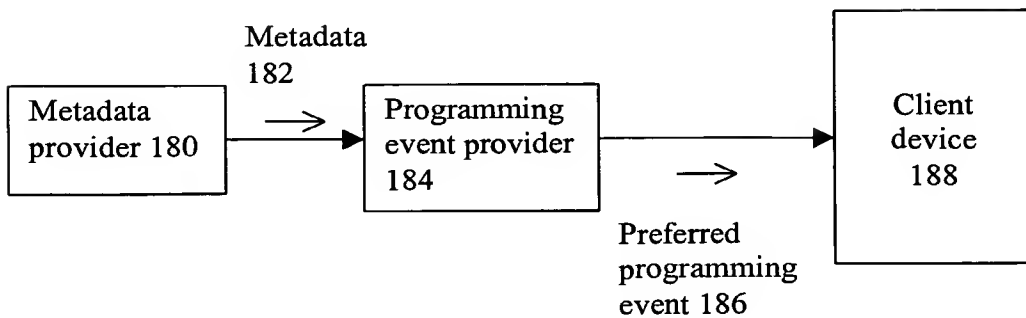 Metadata
182
Metadata
provider 180
Programming
event provider
184
Client
device
188
Preferred
programming
event 186